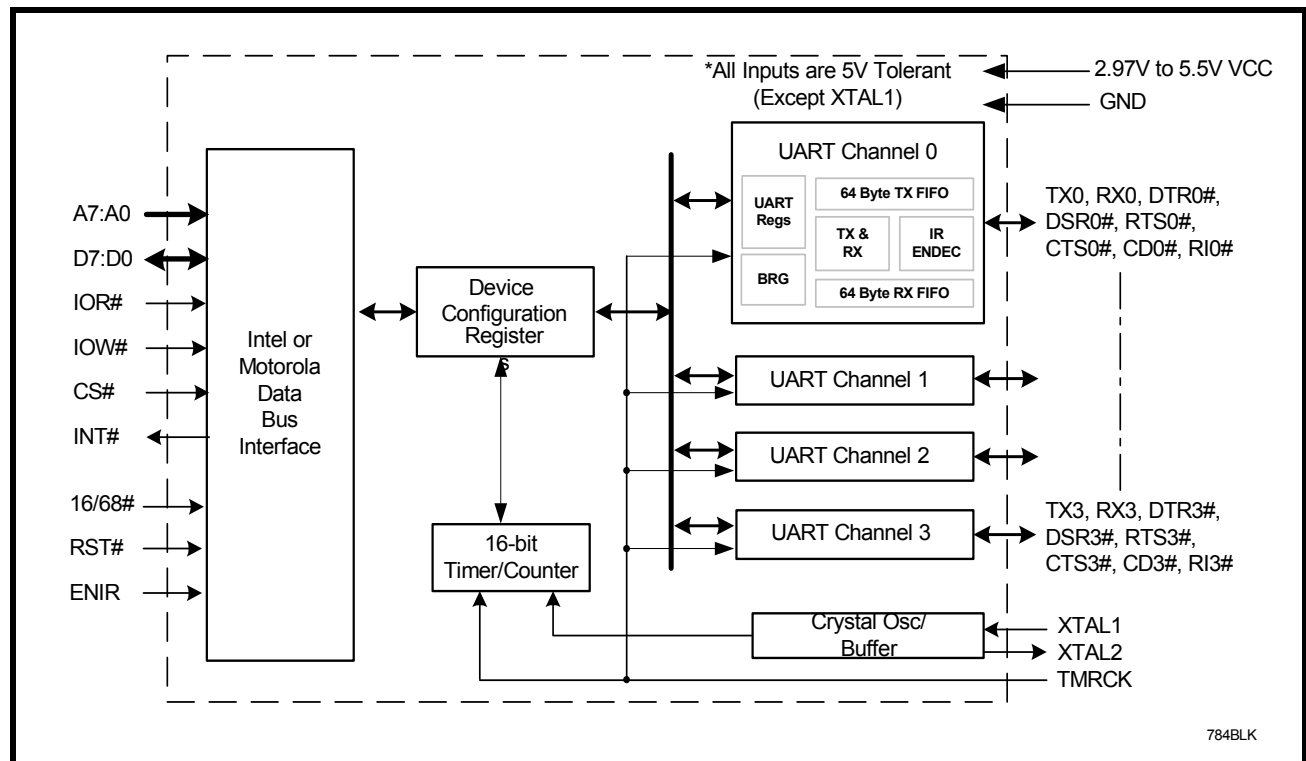 *All Inputs are 5V Tolerant
(Except XTAL1)
2.97V to 5.5V VCC
GND
A7:A0
D7:D0
IOR#
IOW#
CS#
INT#
16/68#
RST#
ENIR
Intel or
Motorola
Data
Bus
Interface
Device
Configuration
Register
s
16-bit
Timer/Counter
UART Channel 0
UART
Regs
BRG
64 Byte TX FIFO
TX &
RX
IR
ENDEC
64 Byte RX FIFO
UART Channel 1
UART Channel 2
UART Channel 3
Crystal Osc/
Buffer
TX0, RX0, DTR0#,
DSR0#, RTS0#,
CTS0#, CD0#, RI0#
TX3, RX3, DTR3#,
DSR3#, RTS3#,
CTS3#, CD3#, RI3#
XTAL1
XTAL2
TMRCK
784BLK